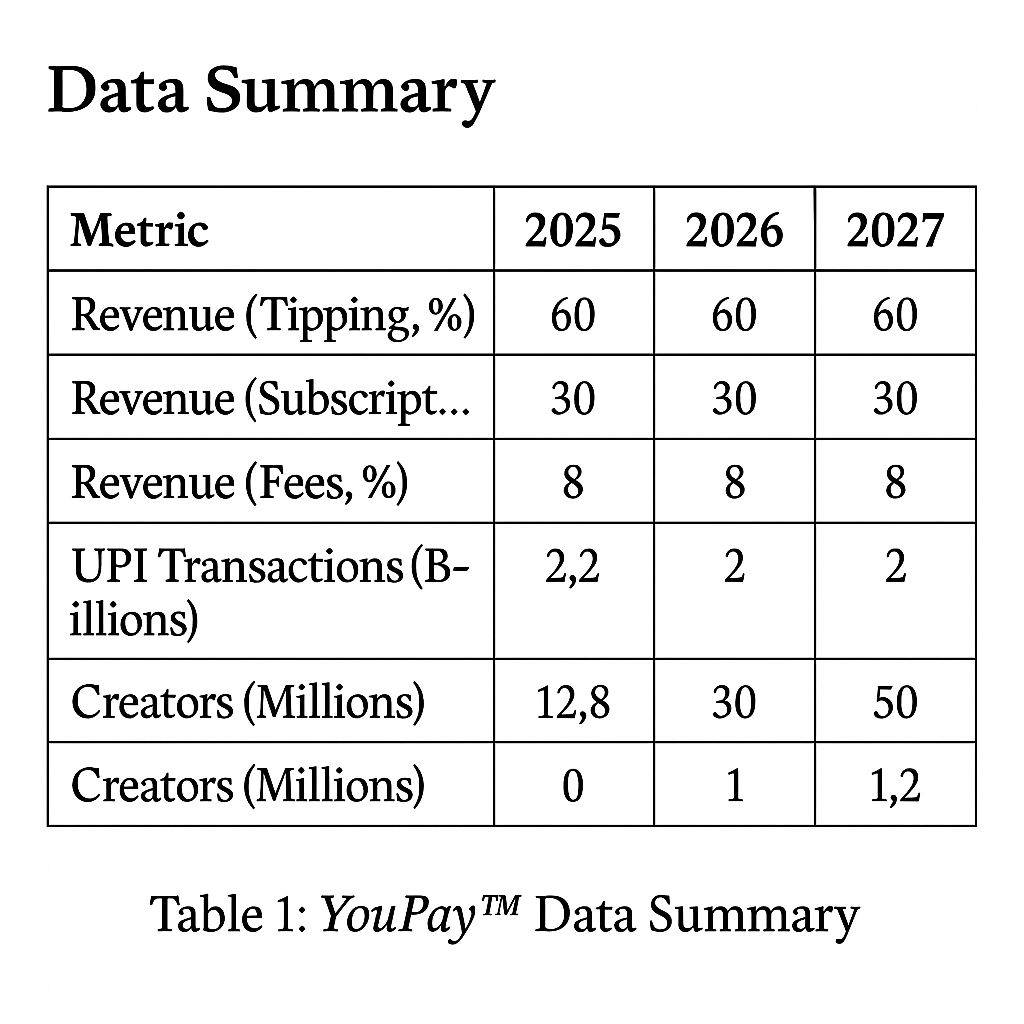 Data Summary
Metric 2025 2026 2027
Revenue (Tipping, %) 60 60 60
Revenue (Subscript... 30 30 30
Revenue (Fees, %) 8 8 8
UPI Transactions (B- 2,2 2 2
illions)
Creators (Millions) 12,8 30 50
Creators (Millions) 0 1 1,2
Table 1: YouPay™ Data Summary